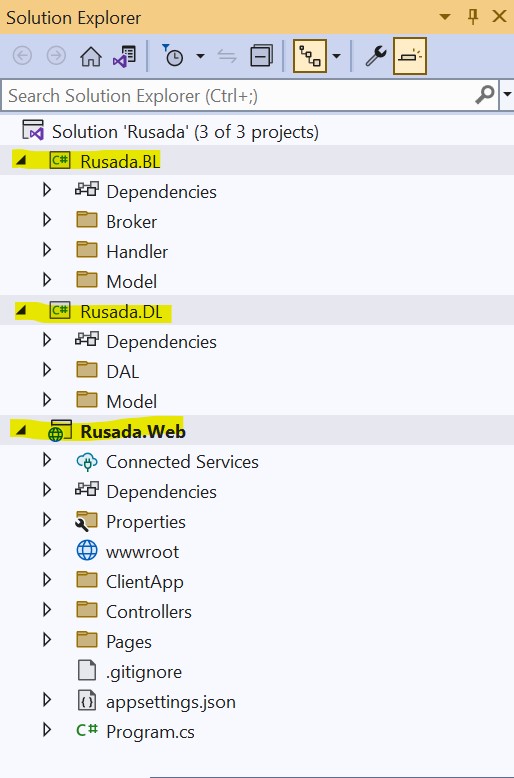 Solution Explorer
Search Solution Explorer (Ctrl+;)
Solution 'Rusada' (3 of 3 projects)
C# Rusada.BL
Dependencies
Broker
Handler
Model
C# Rusada.DL
Dependencies
DAL
Model
Rusada.Web
Connected Services
Dependencies
Properties
wwwroot
ClientApp
Controllers
Pages
.gitignore
appsettings.json
C# Program.cs